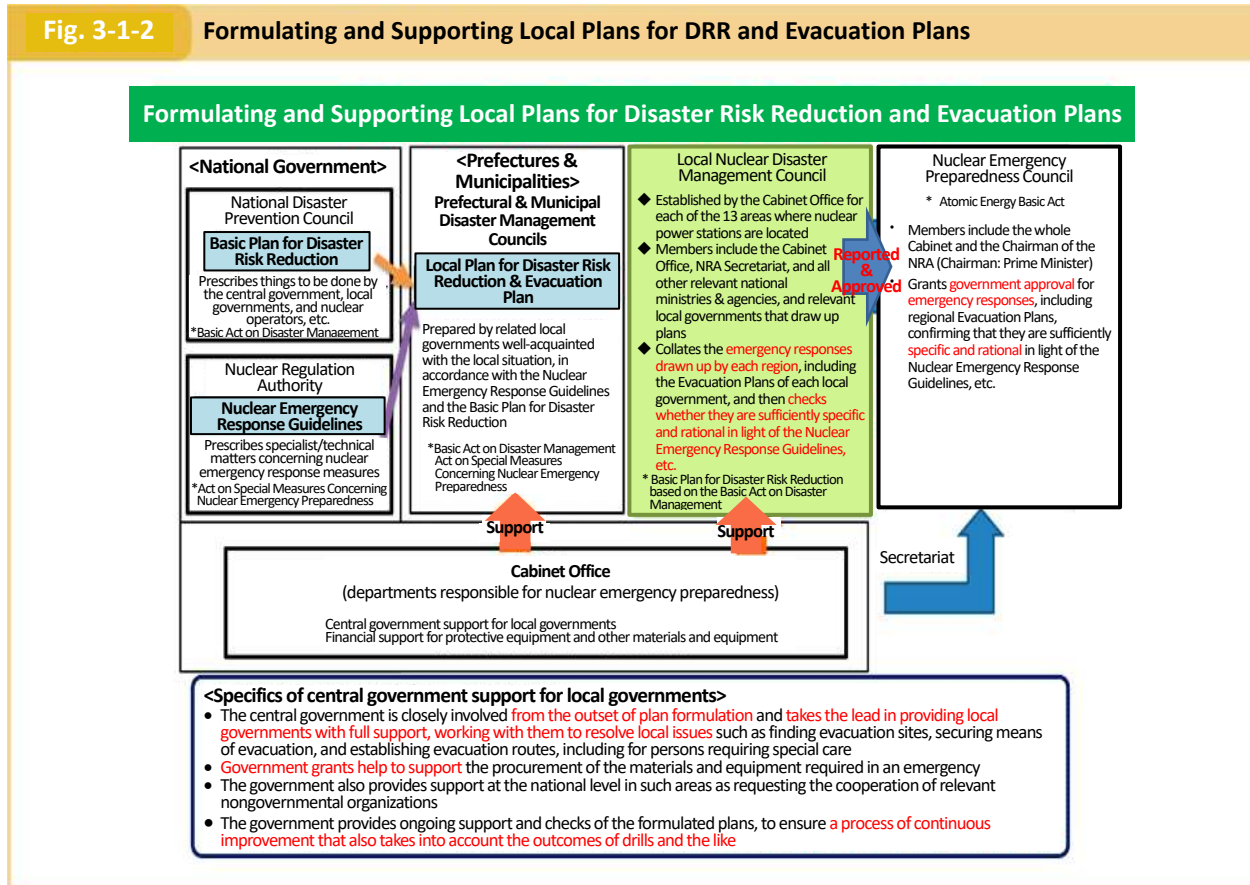 Fig. 3-1-2
Formulating and Supporting Local Plans for DRR and Evacuation Plans
Formulating and Supporting Local Plans for Disaster Risk Reduction and Evacuation Plans
<National Government>
National Disaster
Prevention Council
Basic Plan for Disaster
Risk Reduction
Prescribes things to be done by
the central government, local
governments, and nuclear
operators, etc.
*Basic Act on Disaster Management
Nuclear Regulation
Authority
Nuclear Emergency
Response Guidelines
Prescribes specialist/technical
matters concerning nuclear
emergency response measures
*Act on Special Measures Concerning
Nuclear Emergency Preparedness
<Prefectures &
Municipalities>
Prefectural & Municipal
Disaster Management
Councils
Local Plan for Disaster Risk
Reduction & Evacuation
Plan
Prepared by related local
governments well-acquainted
with the local situation, in
accordance with the Nuclear
Emergency Response Guidelines
and the Basic Plan for Disaster
Risk Reduction
*Basic Act on Disaster Management
Act on Special Measures
Concerning Nuclear Emergency
Preparedness
Local Nuclear Disaster
Management Council
◆ Established by the Cabinet Office for
each of the 13 areas where nuclear
power stations are located
◆ Members include the Cabinet
Office, NRA Secretariat, and all
other relevant national
ministries & agencies, and relevant
local governments that draw up
plans
◆ Collates the emergency responses
drawn up by each region, including
the Evacuation Plans of each local
government, and then checks
whether they are sufficiently specific
and rational in light of the Nuclear
Emergency Response Guidelines,
etc.
* Basic Plan for Disaster Risk Reduction
based on the Basic Act on Disaster
Management
Reported
&
Approved
Nuclear Emergency
Preparedness Council
* Atomic Energy Basic Act
· Members include the whole
Cabinet and the Chairman of the
NRA (Chairman: Prime Minister)
· Grants government approval for
emergency responses, including
regional Evacuation Plans,
confirming that they are sufficiently
specific and rational in light of the
Nuclear Emergency Response
Guidelines, etc.
Support
Support
Secretariat
Cabinet Office
(departments responsible for nuclear emergency preparedness)
Central government support for local governments
Financial support for protective equipment and other materials and equipment
<Specifics of central government support for local governments>
• The central government is closely involved from the outset of plan formulation and takes the lead in providing local
governments with full support, working with them to resolve local issues such as finding evacuation sites, securing means
of evacuation, and establishing evacuation routes, including for persons requiring special care
• Government grants help to support the procurement of the materials and equipment required in an emergency
• The government also provides support at the national level in such areas as requesting the cooperation of relevant
nongovernmental organizations
• The government provides ongoing support and checks of the formulated plans, to ensure a process of continuous
improvement that also takes into account the outcomes of drills and the like